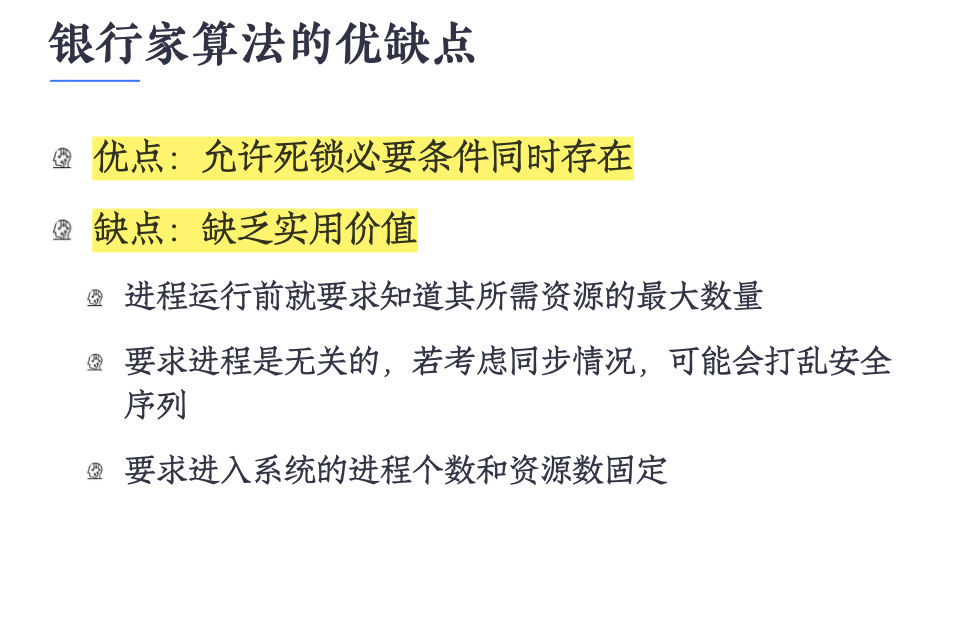 银行家算法的优缺点
优点：允许死锁必要条件同时存在
缺点：缺乏实用价值
进程运行前就要求知道其所需资源的最大数量
要求进程是无关的，若考虑同步情况，可能会打乱安全
序列
要求进入系统的进程个数和资源数固定